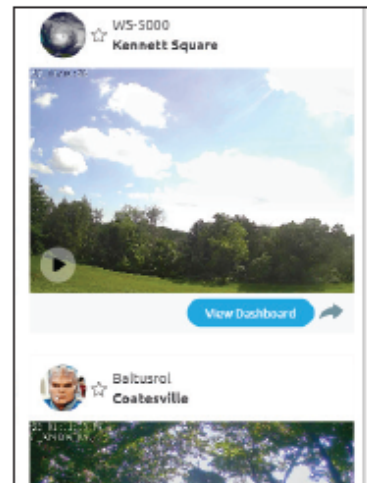 WS-5000
Kennett Square
View Dashboard
Baltusrol
Coatesville